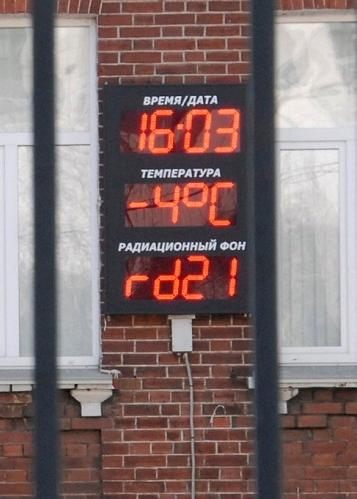 ВРЕМЯ/ДАТА
16:03
ТЕМПЕРАТУРА
-4°C
РАДИАЦИОННЫЙ ФОН
rd21